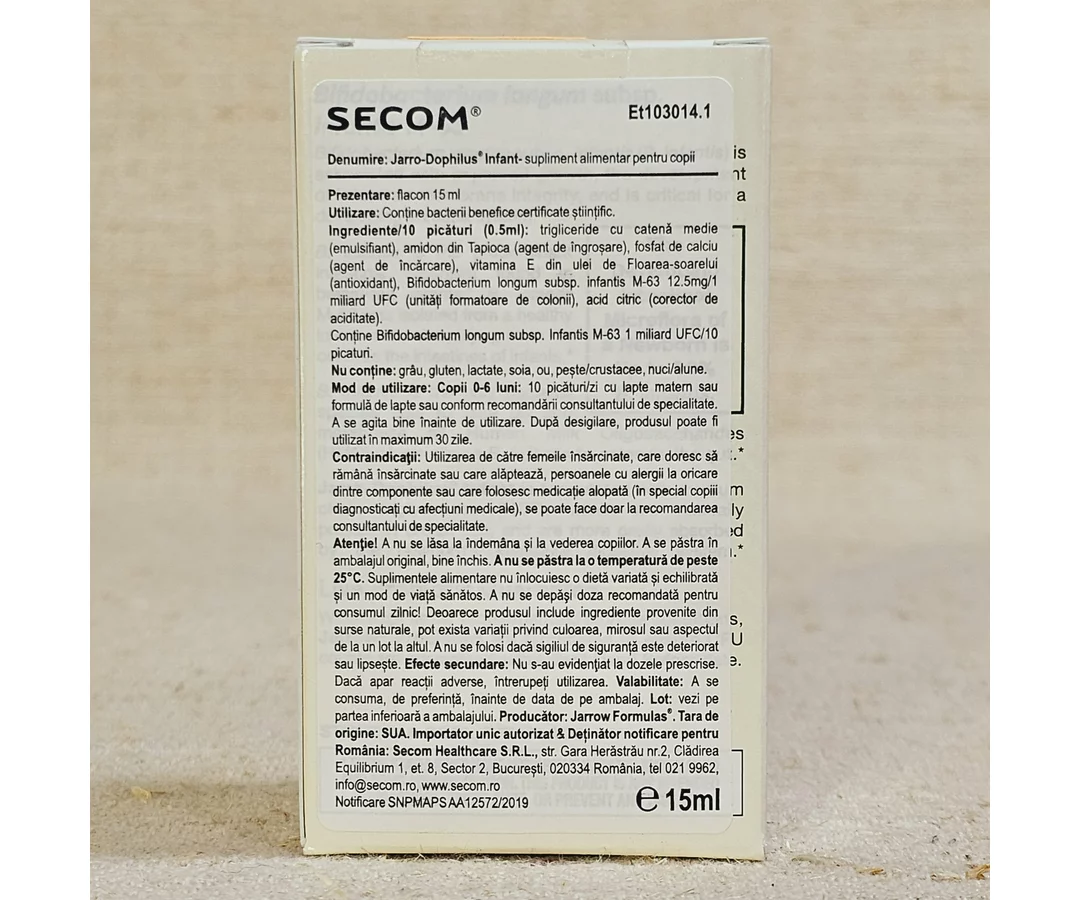 SECOM®
Et103014.1
Denumire: Jarro-Dophilus® Infant- supliment alimentar pentru copii
Prezentare: flacon 15 ml
Utilizare: Conține bacterii benefice certificate științific.
Ingrediente/10 picături (0.5ml): trigliceride cu catenă medie
(emulsifiant), amidon din Tapioca (agent de îngroșare), fosfat de calciu
(agent de încărcare), vitamina E din ulei de Floarea-soarelui
(antioxidant), Bifidobacterium longum subsp. infantis M-63 12.5mg/1
miliard UFC (unități formatoare de colonii), acid citric (corector de
aciditate).
Conține Bifidobacterium longum subsp. Infantis M-63 1 miliard UFC/10
picaturi.
Nu conține: grâu, gluten, lactate, soia, ou, pește/crustacee, nuci/alune.
Mod de utilizare: Copii 0-6 luni: 10 picături/zi cu lapte matern sau
formulă de lapte sau conform recomandării consultantului de specialitate.
A se agita bine înainte de utilizare. După desigilare, produsul poate fi
utilizat în maximum 30 zile.
Contraindicații: Utilizarea de către femeile însărcinate, care doresc să
rămână însărcinate sau care alăptează, persoanele cu alergii la oricare
dintre componente sau care folosesc medicație alopată (în special copiii
diagnosticați cu afecțiuni medicale), se poate face doar la recomandarea
consultantului de specialitate.
Atenție! A nu se lăsa la îndemâna și la vederea copiilor. A se păstra în
ambalajul original, bine închis. A nu se păstra la o temperatură de peste
25°C. Suplimentele alimentare nu înlocuiesc o dietă variată și echilibrată
și un mod de viață sănătos. A nu se depăși doza recomandată pentru
consumul zilnic! Deoarece produsul include ingrediente provenite din
surse naturale, pot exista variații privind culoarea, mirosul sau aspectul
de la un lot la altul. A nu se folosi dacă sigiliul de siguranță este deteriorat
sau lipsește. Efecte secundare: Nu s-au evidențiat la dozele prescrise.
Dacă apar reacții adverse, întrerupeți utilizarea. Valabilitate: A se
consuma, de preferință, înainte de data de pe ambalaj. Lot: vezi pe
partea inferioară a ambalajului. Producător: Jarrow Formulas®. Tara de
origine: SUA. Importator unic autorizat & Deținător notificare pentru
România: Secom Healthcare S.R.L., str. Gara Herăstrău nr.2, Clădirea
Equilibrium 1, et. 8, Sector 2, București, 020334 România, tel 021 9962,
info@secom.ro, www.secom.ro
Notificare SNPMAPS AA12572/2019
℮ 15ml